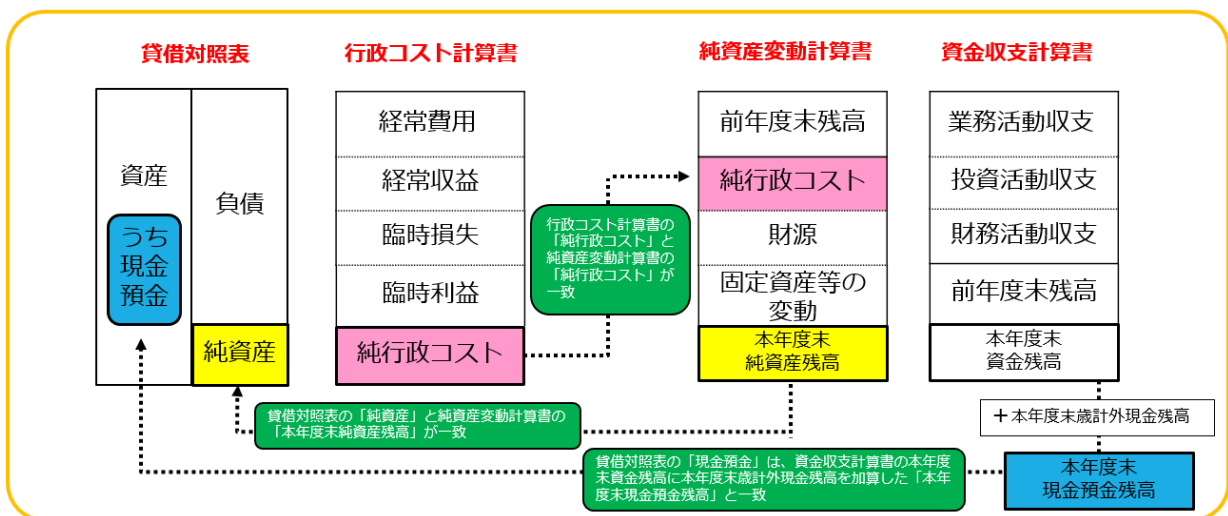 貸借対照表
資産
うち
現金
預金
負債
純資産
行政コスト計算書
経常費用
経常収益
臨時損失
臨時利益
純行政コスト
行政コスト計算書の
「純行政コスト」と
純資産変動計算書の
「純行政コスト」が
一致
純資産変動計算書
前年度末残高
純行政コスト
財源
固定資産等の
変動
本年度末
純資産残高
資金収支計算書
業務活動収支
投資活動収支
財務活動収支
前年度末残高
本年度末
資金残高
＋本年度末歳計外現金残高
本年度末
現金預金残高
貸借対照表の「純資産」と純資産変動計算書の
「本年度末純資産残高」が一致
貸借対照表の「現金預金」は、資金収支計算書の本年度
末資金残高に本年度末歳計外現金残高を加算した「本年
度末現金預金残高」と一致